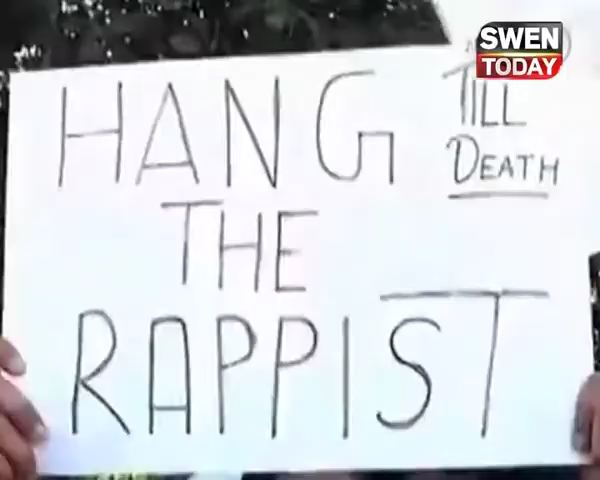 SWEN
TODAY
HANG TILL
DEATH
THE
RAPPIST